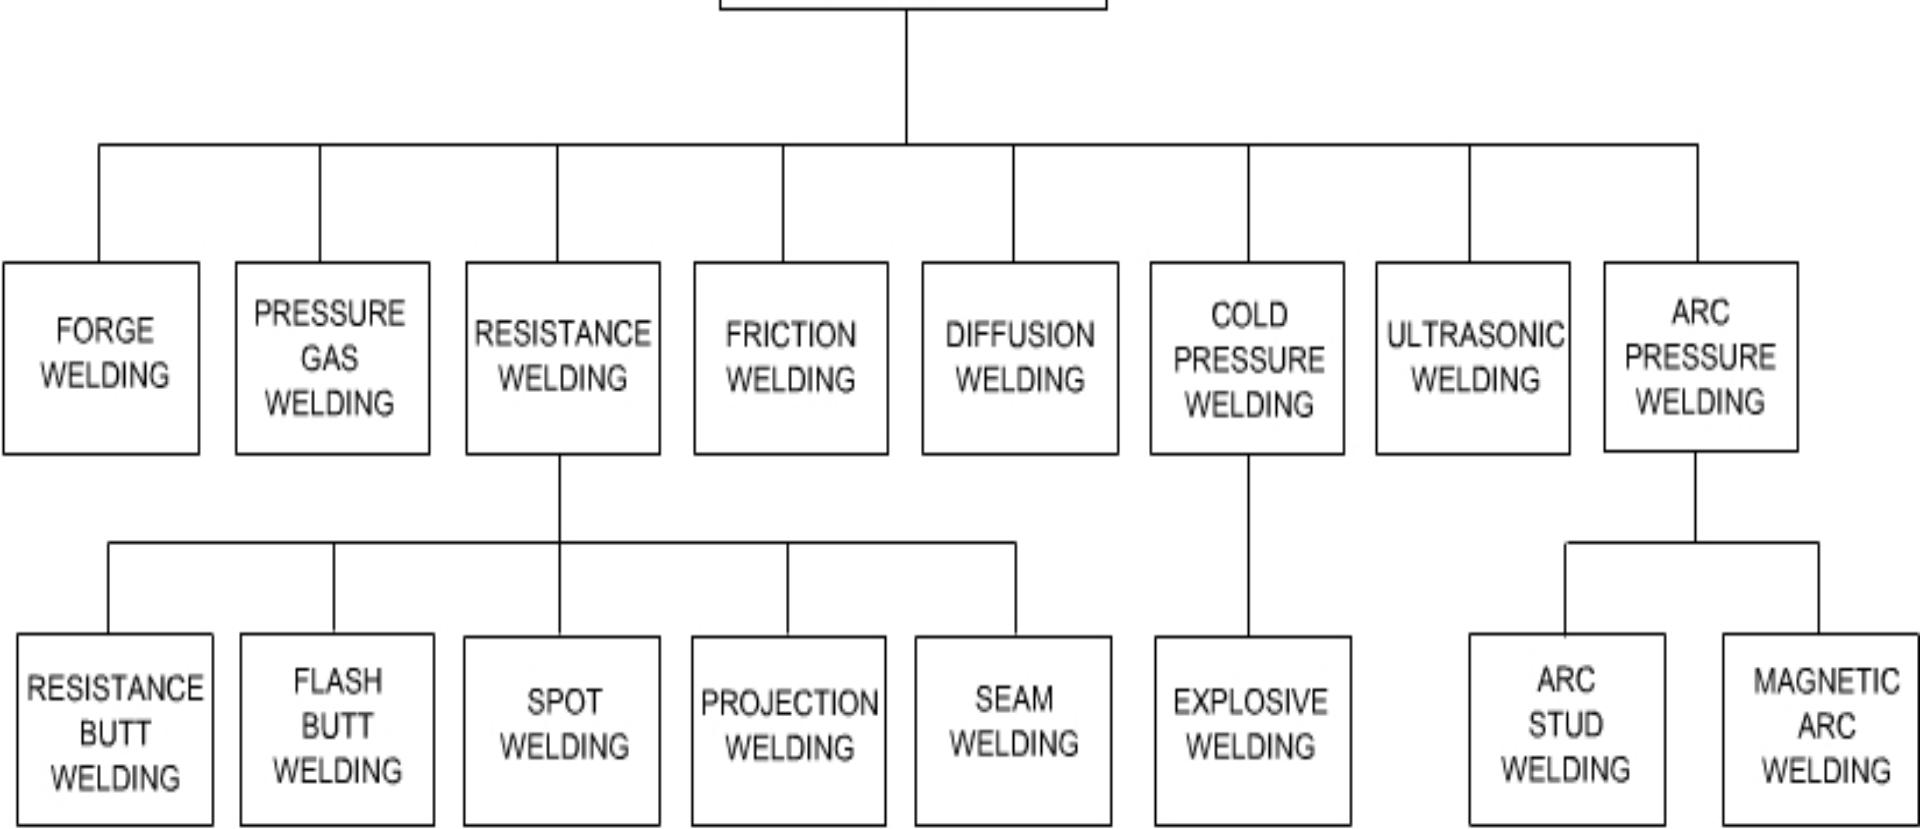 FORGE
WELDING
PRESSURE
GAS
WELDING
RESISTANCE
WELDING
FRICTION
WELDING
DIFFUSION
WELDING
COLD
PRESSURE
WELDING
ULTRASONIC
WELDING
ARC
PRESSURE
WELDING
RESISTANCE
BUTT
WELDING
FLASH
BUTT
WELDING
SPOT
WELDING
PROJECTION
WELDING
SEAM
WELDING
EXPLOSIVE
WELDING
ARC
STUD
WELDING
MAGNETIC
ARC
WELDING